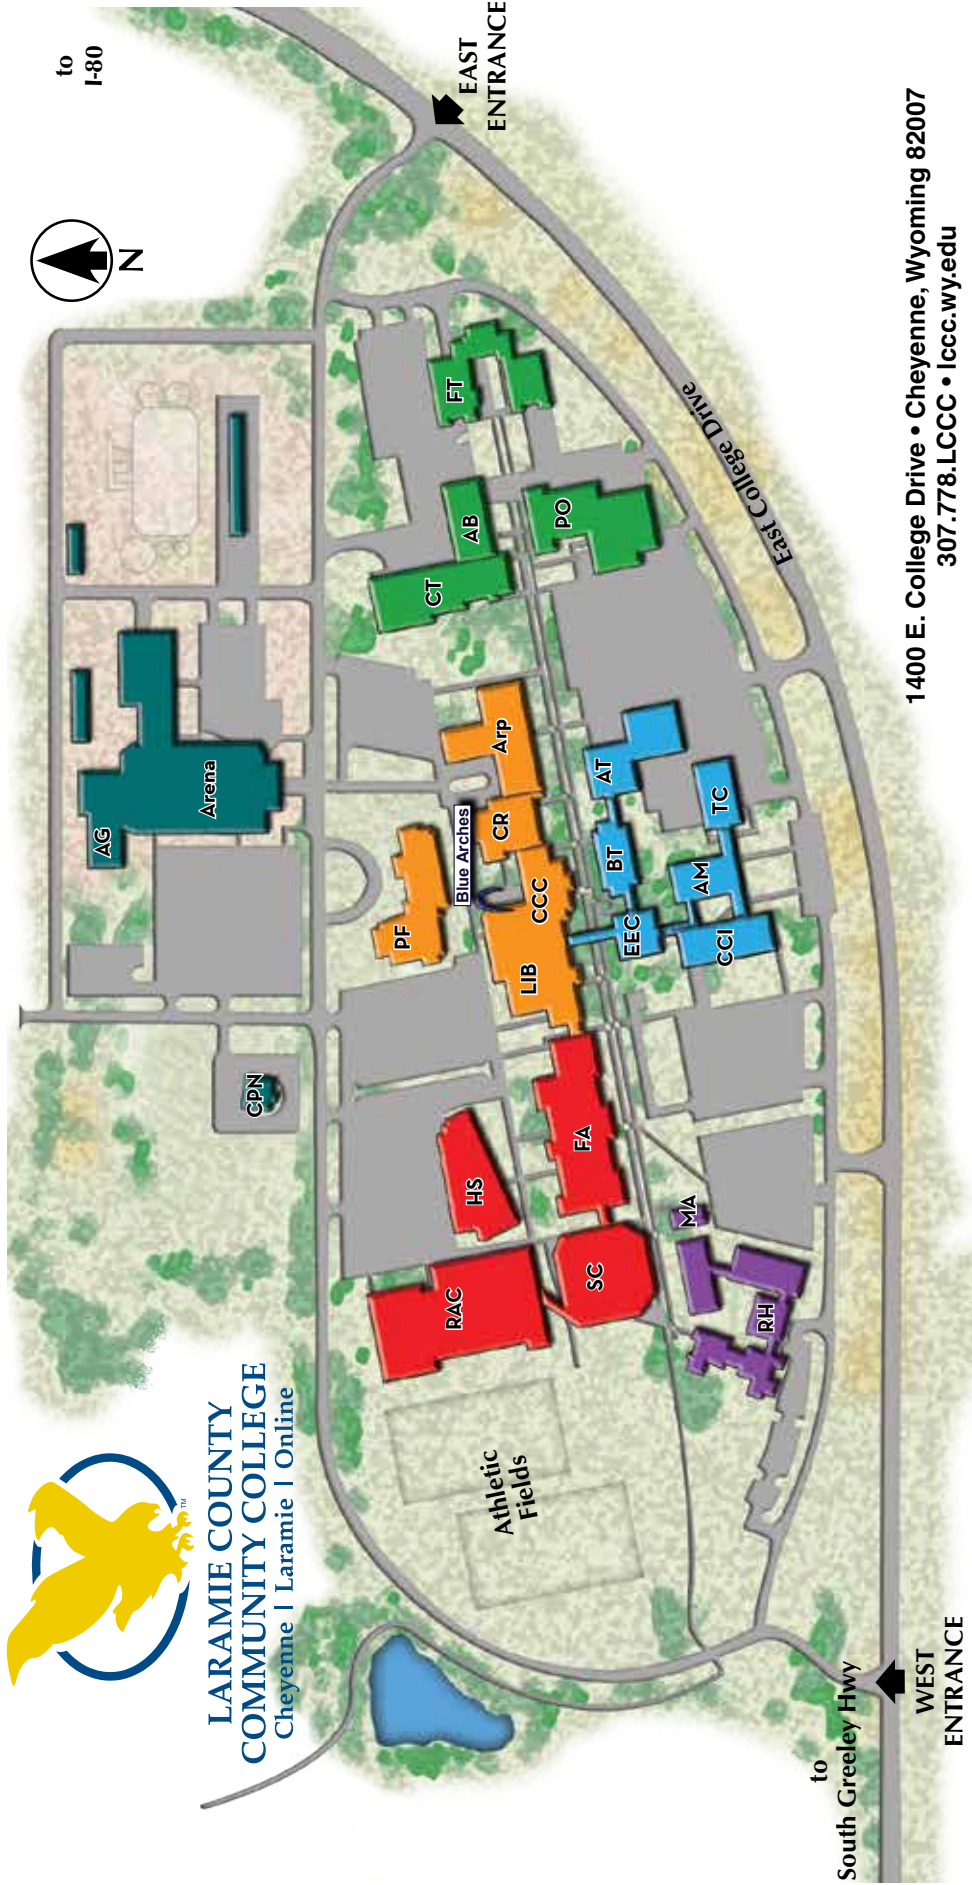 LARAMIE COUNTY
COMMUNITY COLLEGE
Cheyenne | Laramie | Online
TM
to
I-80
N
EAST
ENTRANCE
AG
Arena
CPN
PF
Blue Arches
HS
RAC
SC
FA
LIB
CCC
CR
Arp
CT
AB
FT
PO
AT
BT
EEC
TC
AM
CCI
MA
RH
Athletic
Fields
East College Drive
to
South Greeley Hwy
WEST
ENTRANCE
1400 E. College Drive • Cheyenne, Wyoming 82007
307.778.LCCC • lccc.wy.edu